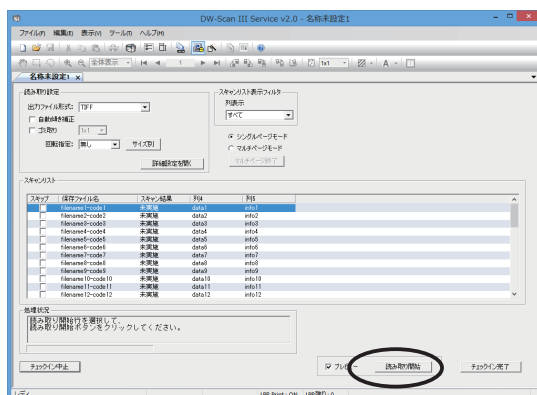 DW-Scan III Service v2.0 - 名称未設定1
ファイル(F) 編集(E) 表示(V) ツール(T) ヘルプ(H)
全体表示 1 1x1 A
名称未設定1 x
読み取り設定
出力ファイル形式: TIFF
自動傾き補正
ゴミ取り 1x1
回転指定: 無し サイズ別
詳細設定を開く
スキャンリスト表示フィルター
列表示
すべて
シングルページモード
マルチページモード
マルチページ終了
スキャンリスト
スキップ 保存ファイル名 スキャン結果 列4 列5
filename1-code1 未実施 data1 info1
filename2-code2 未実施 data2 info2
filename3-code3 未実施 data3 info3
filename4-code4 未実施 data4 info4
filename5-code5 未実施 data5 info5
filename6-code6 未実施 data6 info6
filename7-code7 未実施 data7 info7
filename8-code8 未実施 data8 info8
filename9-code9 未実施 data9 info9
filename10-code10 未実施 data10 info10
filename11-code11 未実施 data11 info11
filename12-code12 未実施 data12 info12
処理状況
読み取り開始行を選択して、
読み取り開始ボタンをクリックしてください。
チェックイン中止 読み取り開始 チェックイン完了